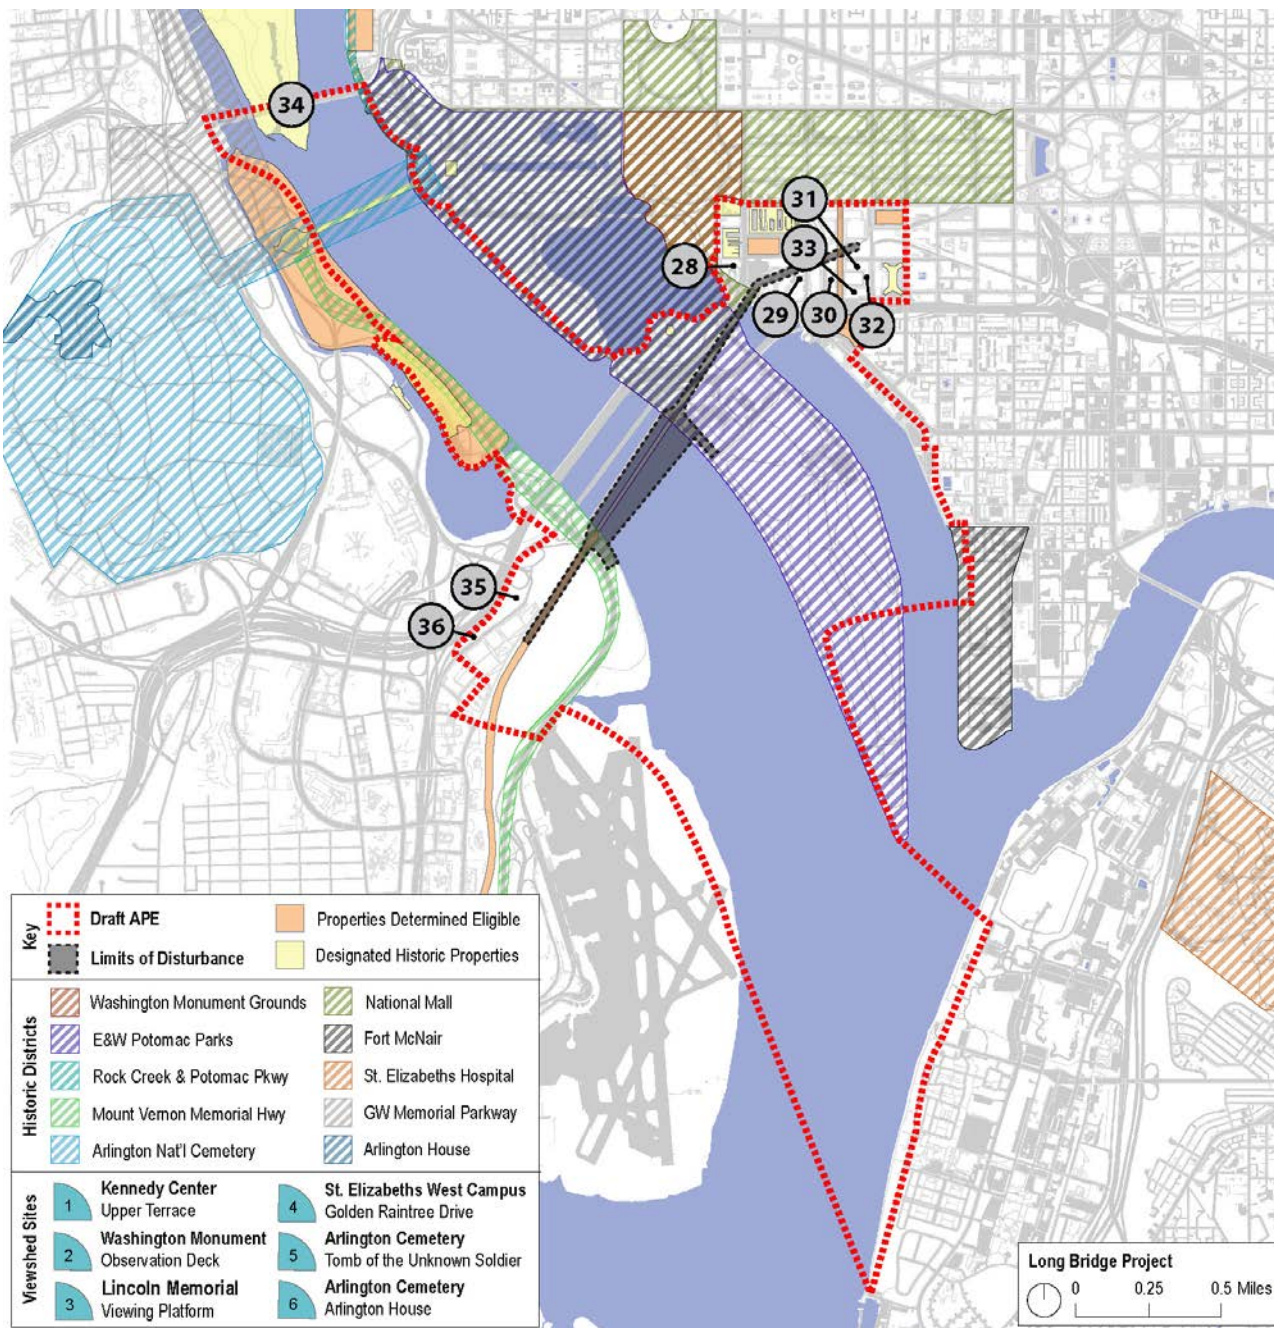 34
31
33
28
29
30
32
35
36
Key
Draft APE
Properties Determined Eligible
Limits of Disturbance
Designated Historic Properties
Historic Districts
Washington Monument Grounds
National Mall
E&W Potomac Parks
Fort McNair
Rock Creek & Potomac Pkwy
St. Elizabeths Hospital
Mount Vernon Memorial Hwy
GW Memorial Parkway
Arlington Nat'l Cemetery
Arlington House
Viewshed Sites
1
Kennedy Center
Upper Terrace
4
St. Elizabeths West Campus
Golden Raintree Drive
2
Washington Monument
Observation Deck
5
Arlington Cemetery
Tomb of the Unknown Soldier
3
Lincoln Memorial
Viewing Platform
6
Arlington Cemetery
Arlington House
Long Bridge Project
0 0.25 0.5 Miles